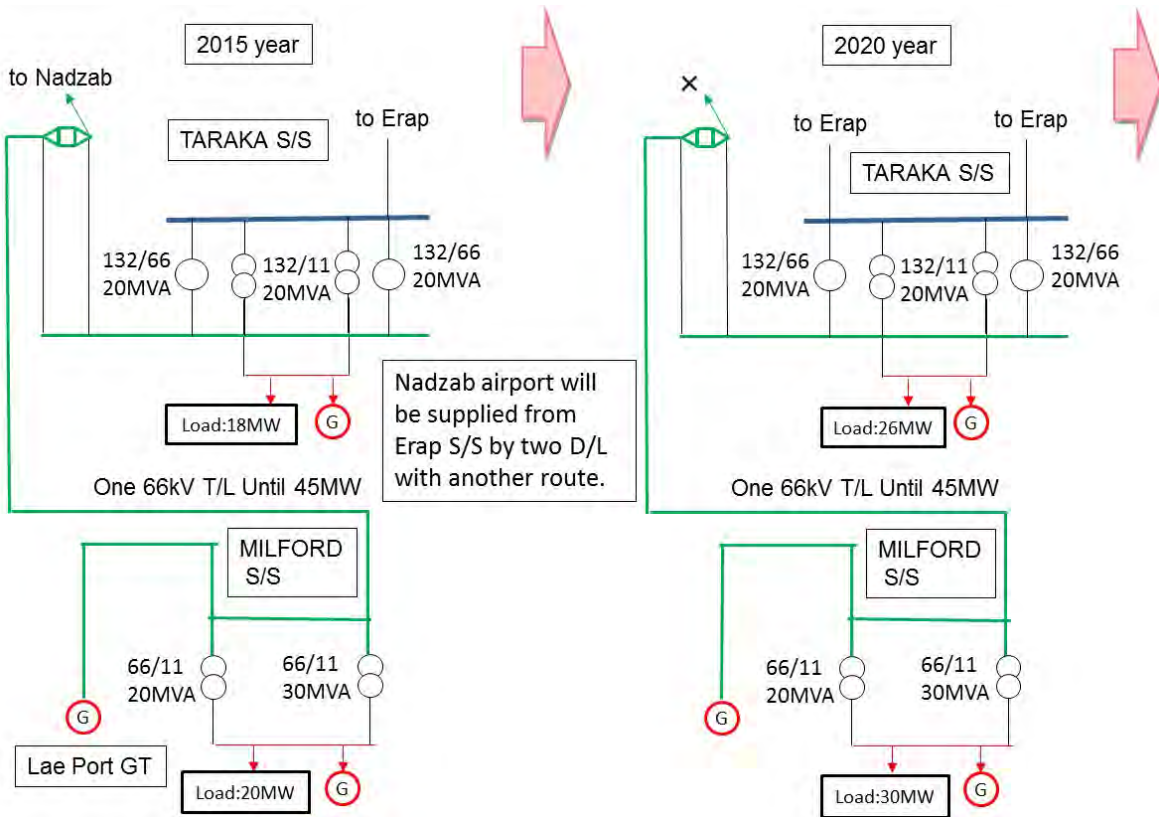 2015 year
to Nadzab
to Erap
TARAKA S/S
132/66
20MVA
132/11
20MVA
132/66
20MVA
Load:18MW
G
One 66kV T/L Until 45MW
MILFORD
S/S
66/11
20MVA
66/11
30MVA
G
Lae Port GT
Load:20MW
G
Nadzab airport will
be supplied from
Erap S/S by two D/L
with another route.
2020 year
×
to Erap
to Erap
TARAKA S/S
132/66
20MVA
132/11
20MVA
132/66
20MVA
Load:26MW
G
One 66kV T/L Until 45MW
MILFORD
S/S
66/11
20MVA
66/11
30MVA
G
Load:30MW
G